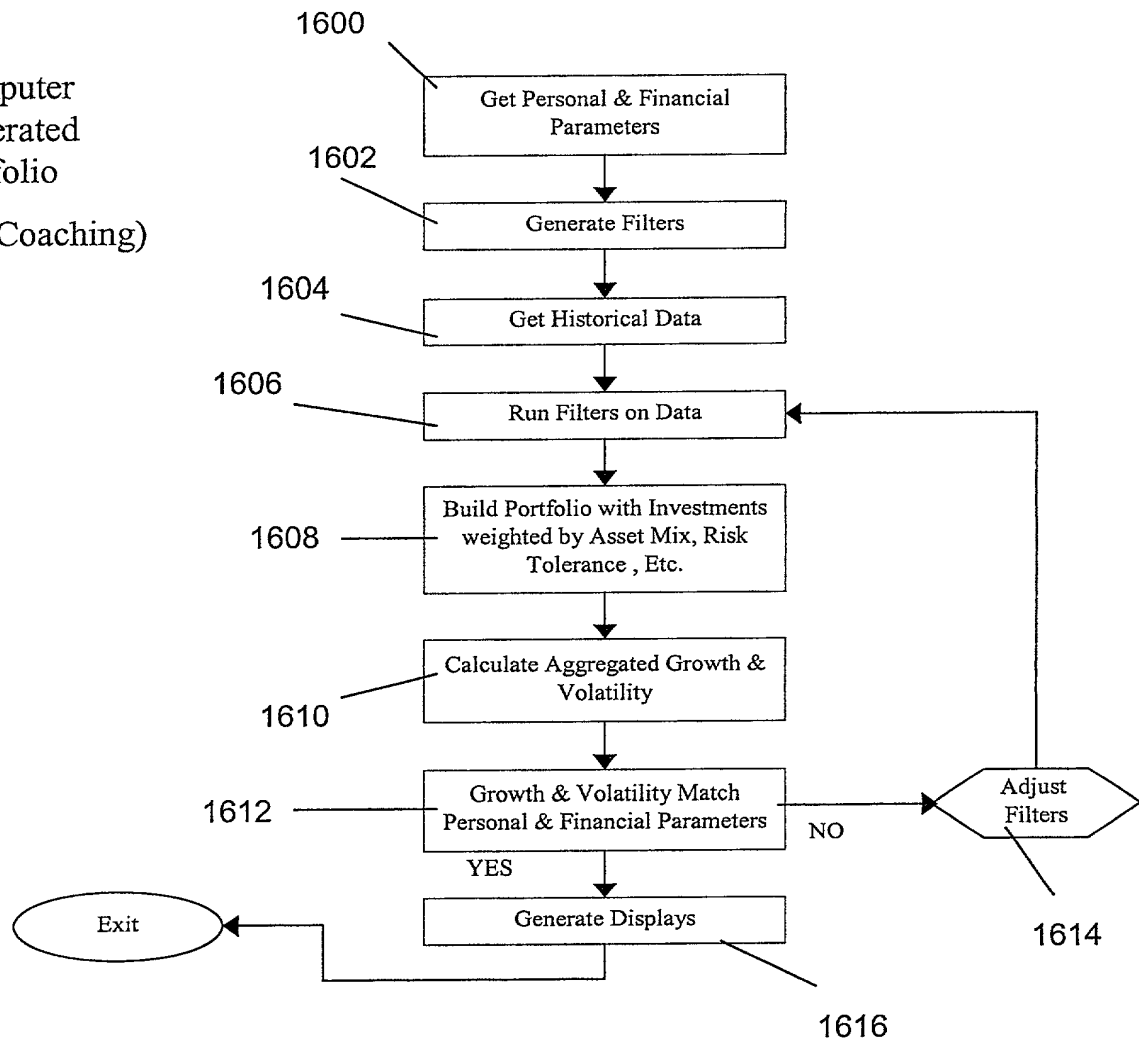 1600
puter
erated
folio
Coaching)
Get Personal & Financial
Parameters
1602
Generate Filters
1604
Get Historical Data
1606
Run Filters on Data
1608
Build Portfolio with Investments
weighted by Asset Mix, Risk
Tolerance , Etc.
Calculate Aggregated Growth &
Volatility
1610
1612
Growth & Volatility Match
Personal & Financial Parameters
NO
Adjust
Filters
YES
1614
Exit
Generate Displays
1616